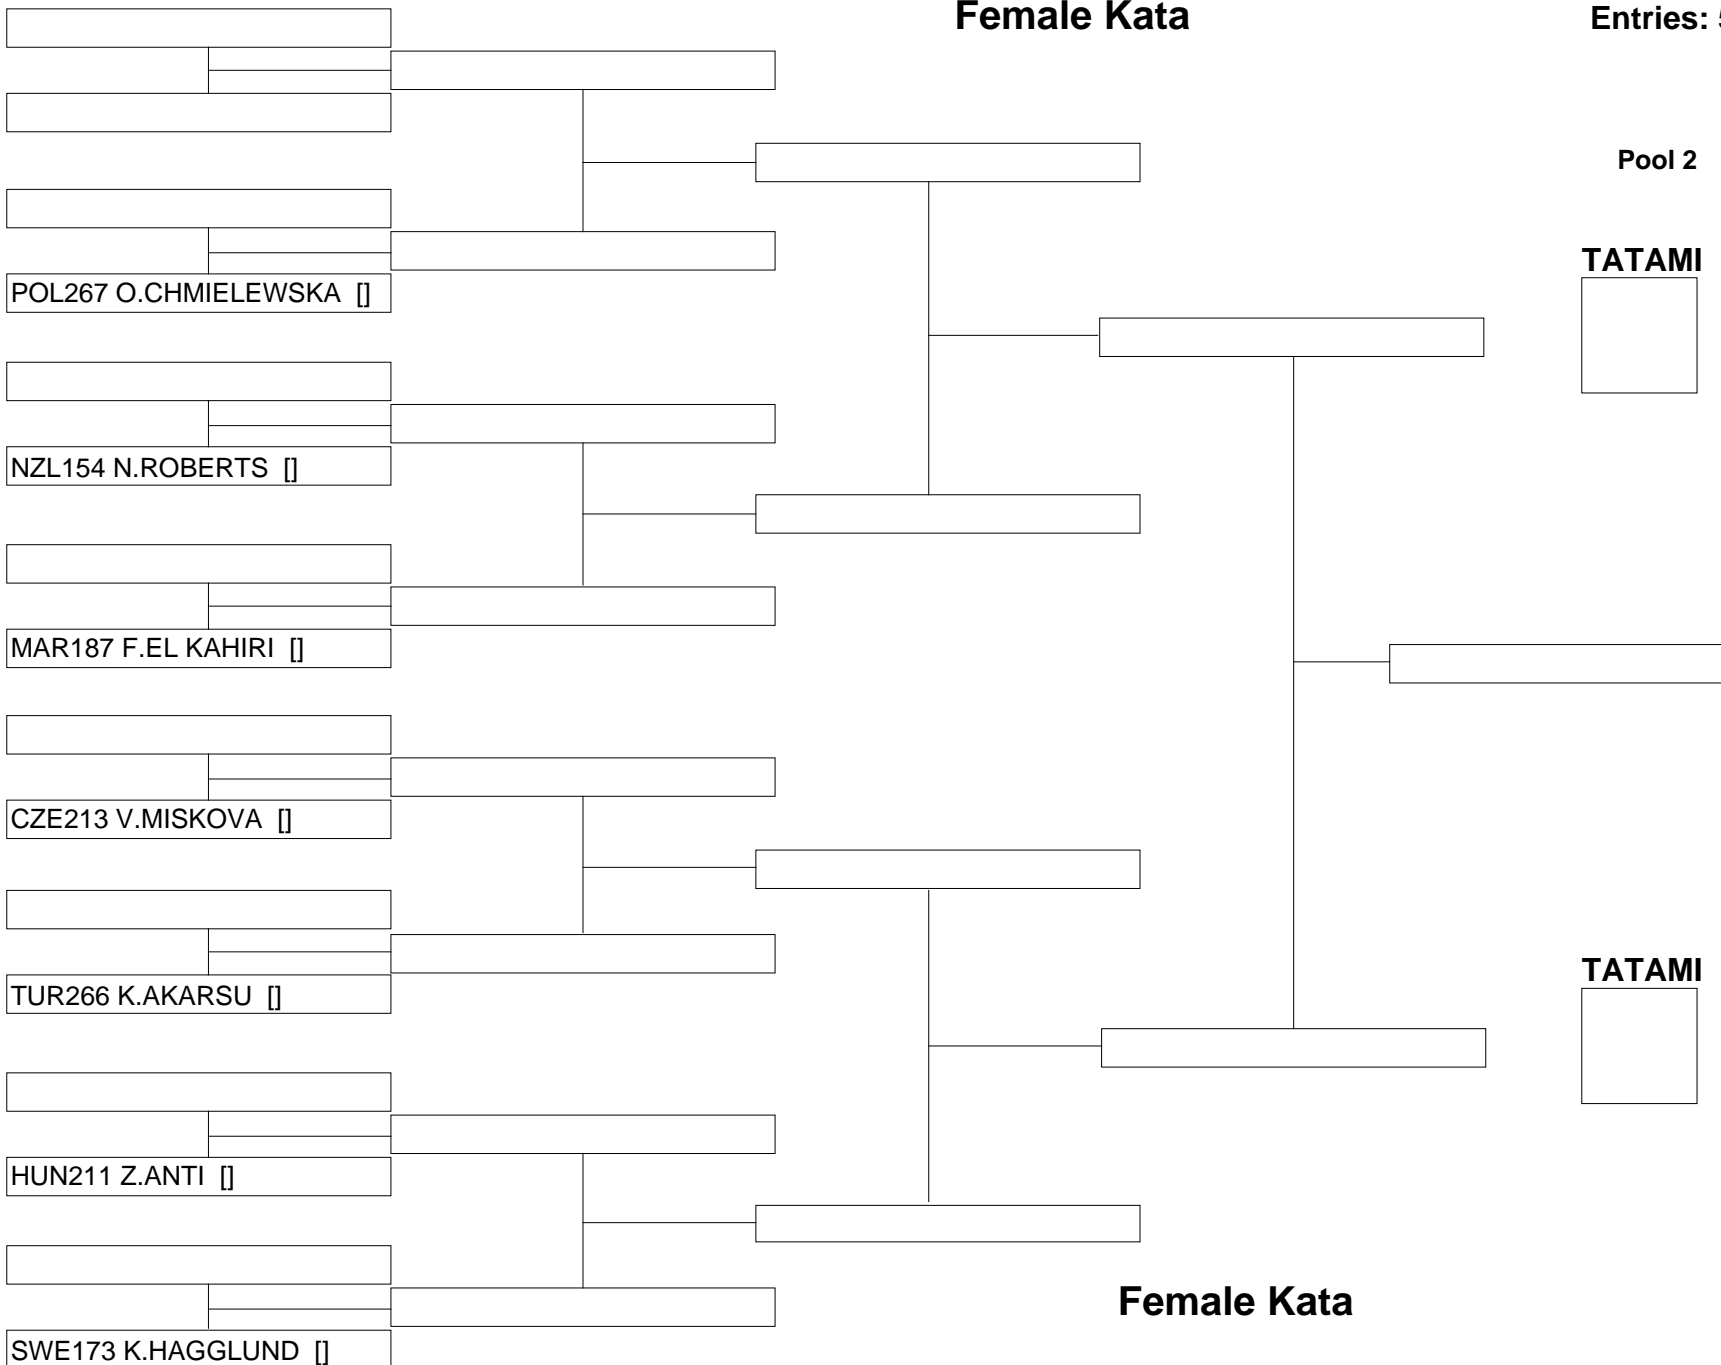 Female Kata
Entries: 5
Pool 2
TATAMI
POL267 O.CHMIELEWSKA []
NZL154 N.ROBERTS []
MAR187 F.EL KAHIRI []
CZE213 V.MISKOVA []
TATAMI
TUR266 K.AKARSU []
HUN211 Z.ANTI []
Female Kata
SWE173 K.HAGGLUND []